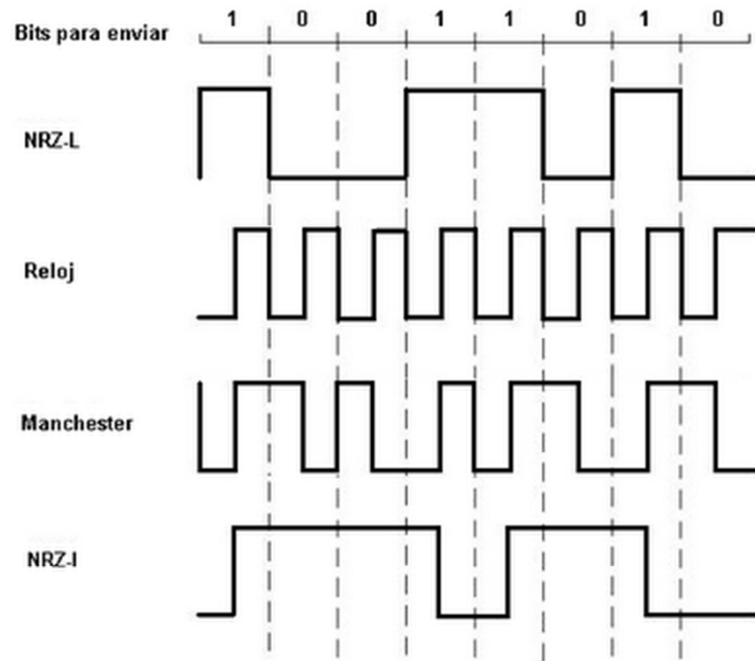 Bits para enviar 1 0 0 1 1 0 1 0
NRZ-L
Reloj
Manchester
NRZ-I